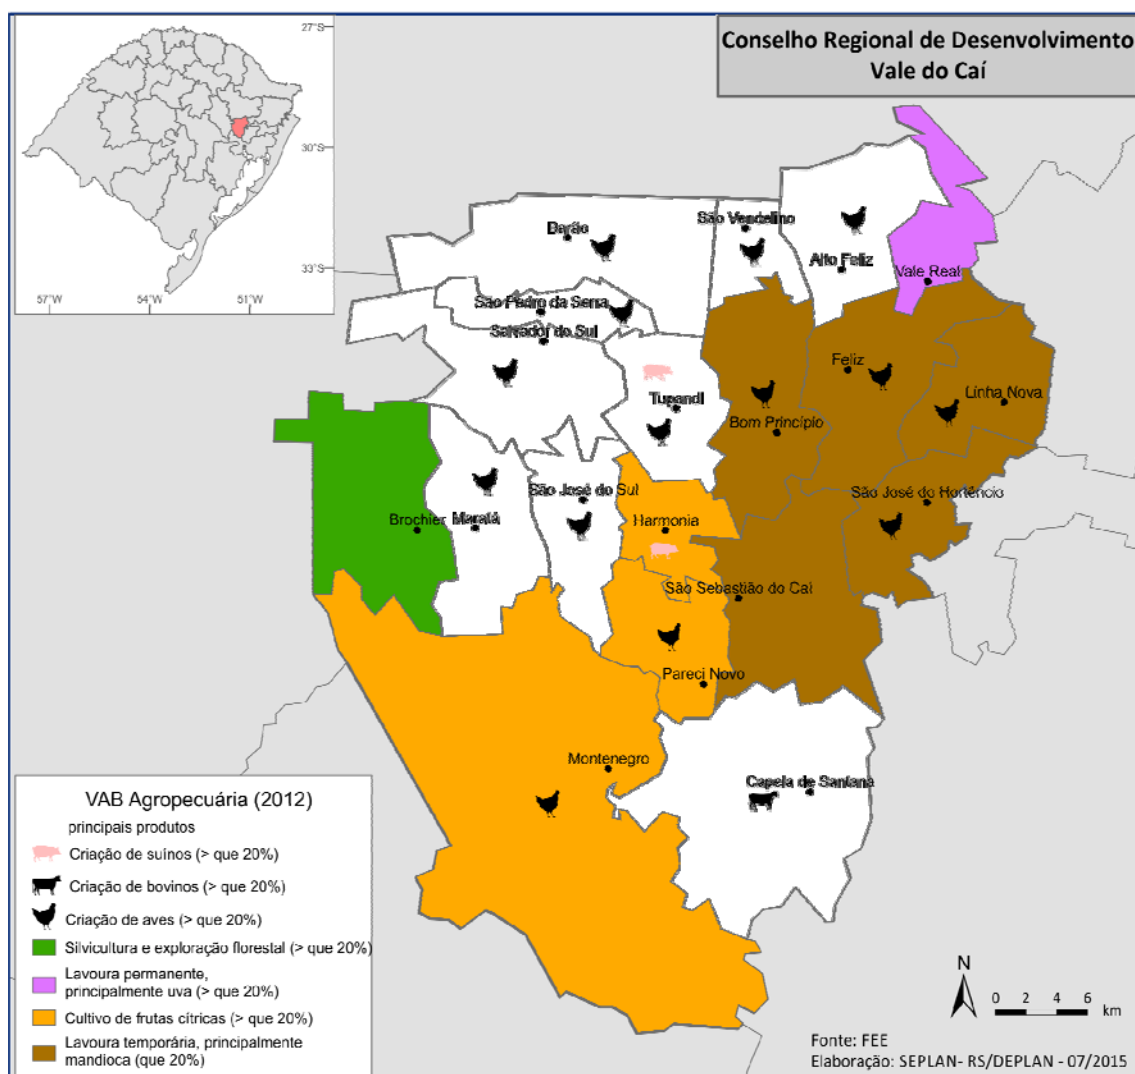 Conselho Regional de Desenvolvimento
Vale do Caí
27°S
30°S
33°S
57°W
54°W
51°W
Barão
São Vendelino
Alto Feliz
Vale Real
São Pedro da Serra
Salvador do Sul
Tupandi
Feliz
Linha Nova
Bom Princípio
São José do Sul
São José do Hortêncio
Brochier
Maratá
Harmonia
São Sebastião do Caí
Pareci Novo
Montenegro
Capela de Santana
VAB Agropecuária (2012)
principais produtos
Criação de suínos (> que 20%)
Criação de bovinos (> que 20%)
Criação de aves (> que 20%)
Silvicultura e exploração florestal (> que 20%)
Lavoura permanente,
principalmente uva (> que 20%)
Cultivo de frutas cítricas (> que 20%)
Lavoura temporária, principalmente
mandioca (que 20%)
N
0 2 4 6
km
Fonte: FEE
Elaboração: SEPLAN- RS/DEPLAN - 07/2015